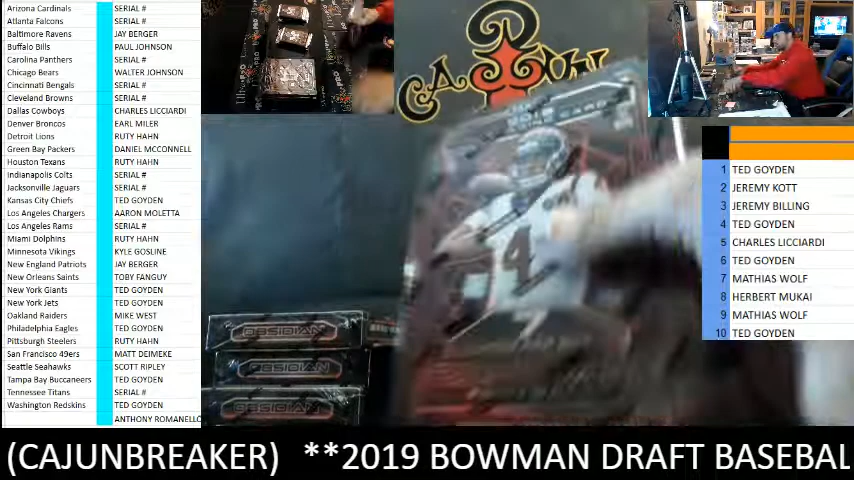 Arizona Cardinals SERIAL #
Atlanta Falcons SERIAL #
Baltimore Ravens JAY BERGER
Buffalo Bills PAUL JOHNSON
Carolina Panthers SERIAL #
Chicago Bears WALTER JOHNSON
Cincinnati Bengals SERIAL #
Cleveland Browns SERIAL #
Dallas Cowboys CHARLES LICCIARDI
Denver Broncos EARL MILER
Detroit Lions RUTY HAHN
Green Bay Packers DANIEL MCCONNELL
Houston Texans RUTY HAHN
Indianapolis Colts SERIAL #
Jacksonville Jaguars SERIAL #
Kansas City Chiefs TED GOYDEN
Los Angeles Chargers AARON MOLETTA
Los Angeles Rams SERIAL #
Miami Dolphins RUTY HAHN
Minnesota Vikings KYLE GOSLINE
New England Patriots JAY BERGER
New Orleans Saints TOBY FANGUY
New York Giants TED GOYDEN
New York Jets TED GOYDEN
Oakland Raiders MIKE WEST
Philadelphia Eagles TED GOYDEN
Pittsburgh Steelers RUTY HAHN
San Francisco 49ers MATT DEIMEKE
Seattle Seahawks SCOTT RIPLEY
Tampa Bay Buccaneers TED GOYDEN
Tennessee Titans SERIAL #
Washington Redskins TED GOYDEN
ANTHONY ROMANELLO
CAJUN
4
OBSIDIAN
OBSIDIAN
OBSIDIAN
1 TED GOYDEN
2 JEREMY KOTT
3 JEREMY BILLING
4 TED GOYDEN
5 CHARLES LICCIARDI
6 TED GOYDEN
7 MATHIAS WOLF
8 HERBERT MUKAI
9 MATHIAS WOLF
10 TED GOYDEN
(CAJUNBREAKER) **2019 BOWMAN DRAFT BASEBAL